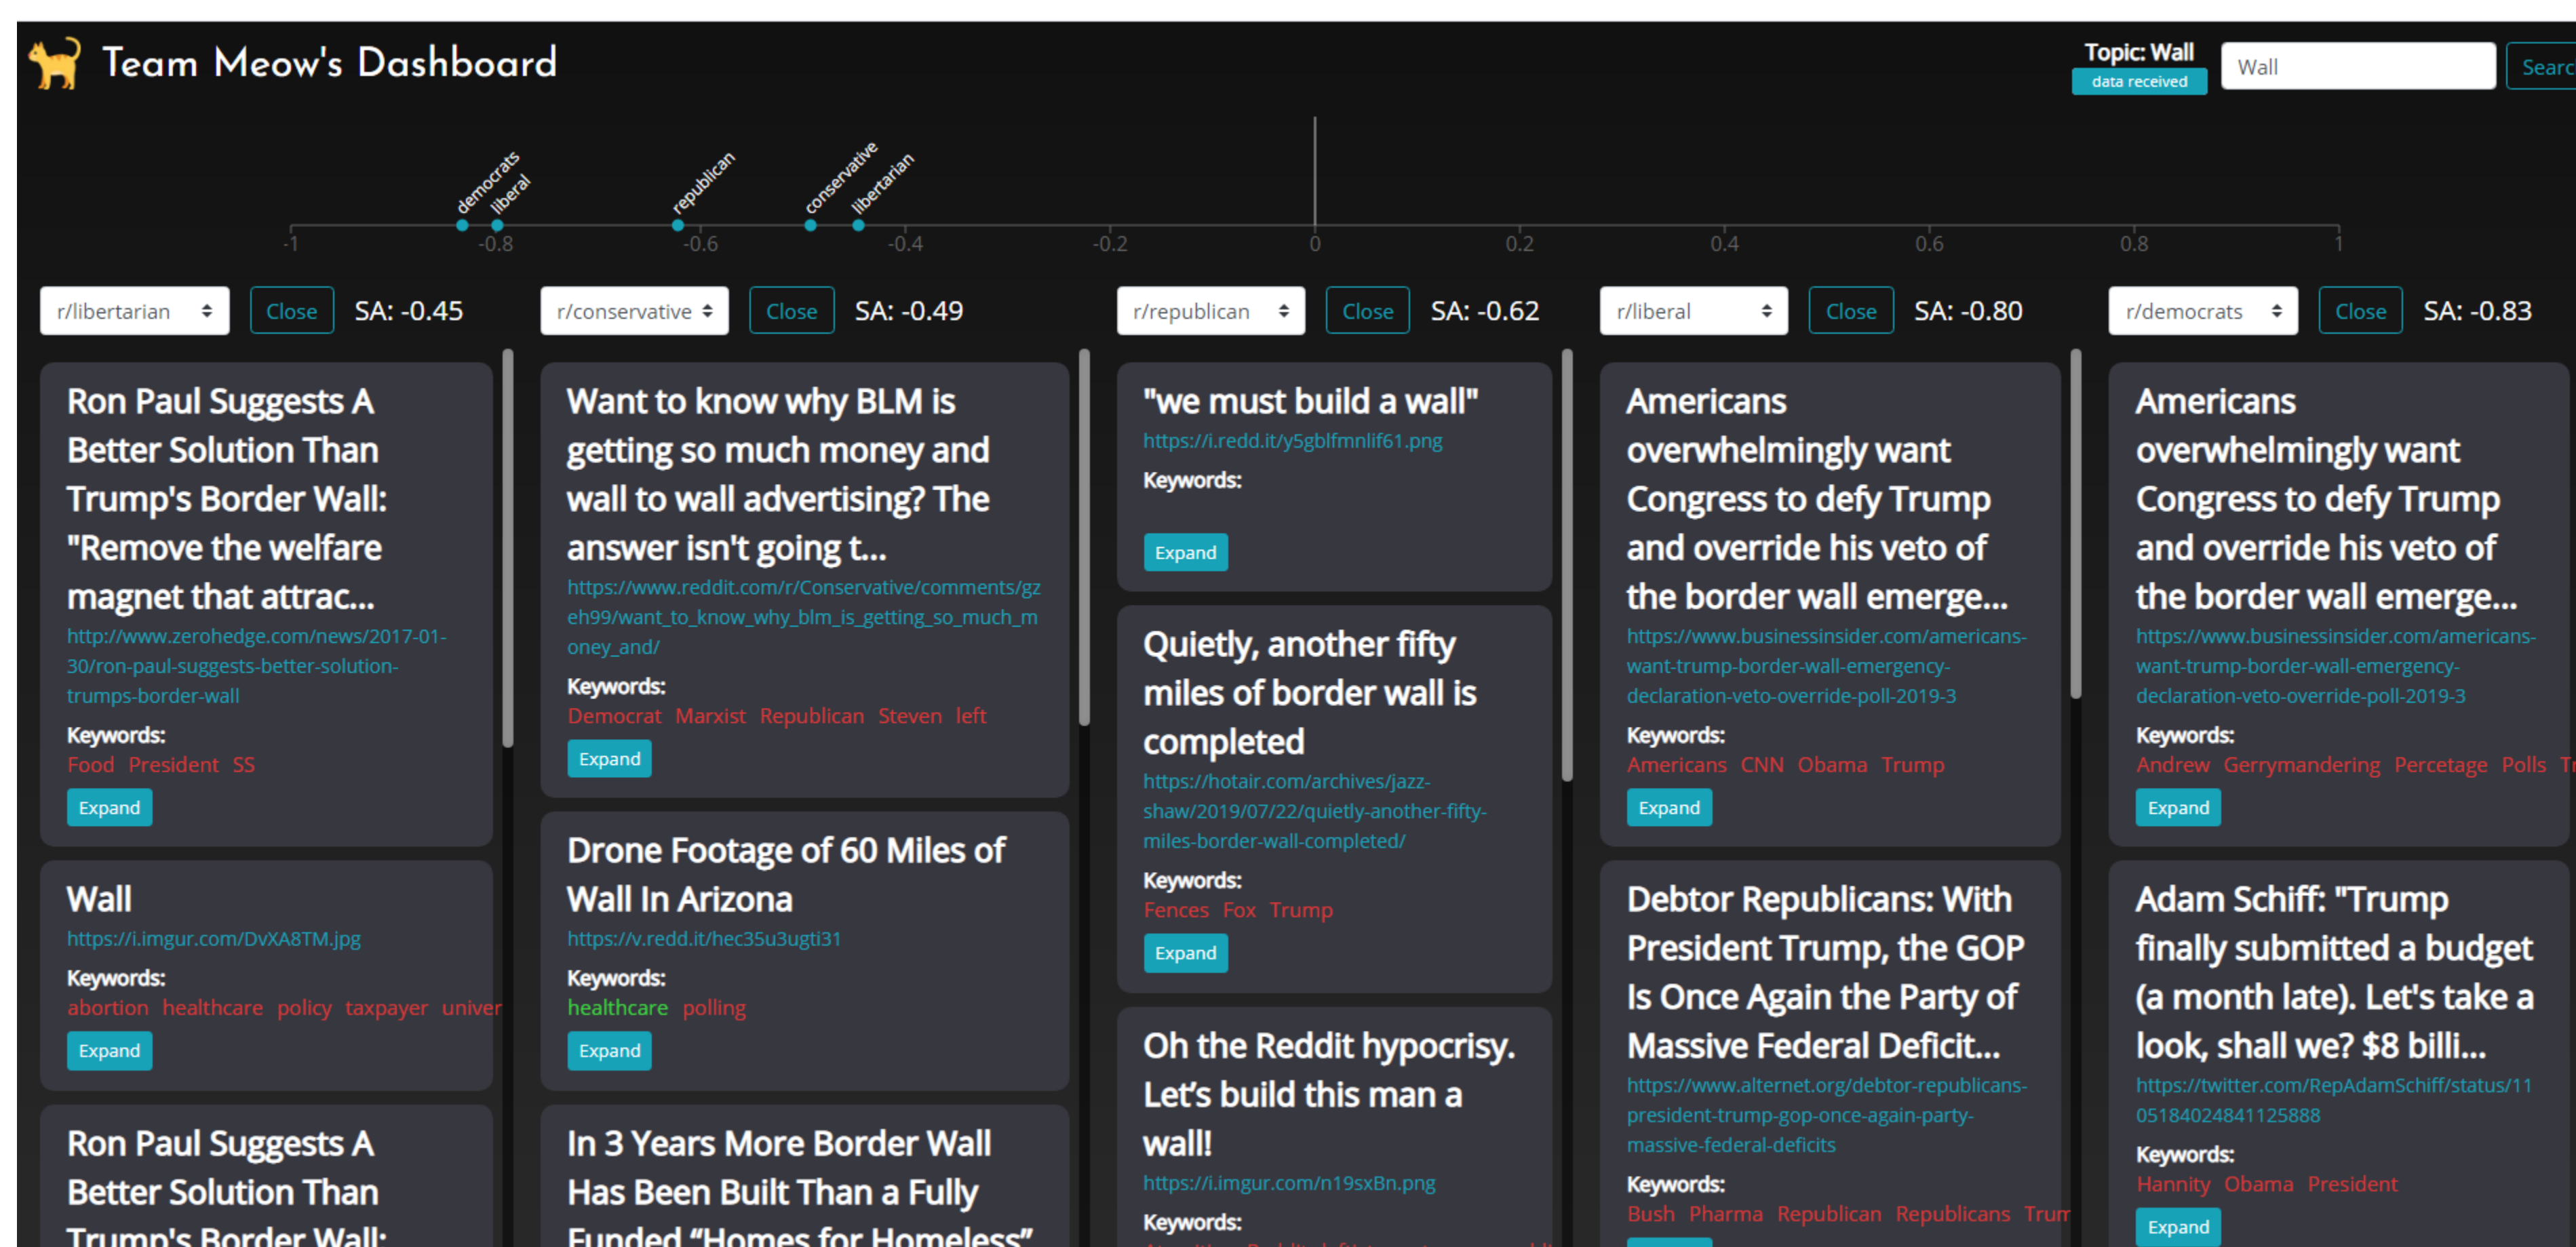 Team Meow's Dashboard
Topic: Wall
data received
Wall
democrats
liberal
republican
conservative
libertarian
-1 -0.8 -0.6 -0.4 -0.2 0 0.2 0.4 0.6 0.8 1
r/libertarian Close SA: -0.45
Ron Paul Suggests A
Better Solution Than
Trump's Border Wall:
"Remove the welfare
magnet that attrac...
http://www.zerohedge.com/news/2017-01-
30/ron-paul-suggests-better-solution-
trumps-border-wall
Keywords:
Food President SS
Expand
Wall
https://i.imgur.com/DvXA8TM.jpg
Keywords:
abortion healthcare policy taxpayer univer
Expand
Ron Paul Suggests A
Better Solution Than
Trump's Border Wall:
r/conservative Close SA: -0.49
Want to know why BLM is
getting so much money and
wall to wall advertising? The
answer isn't going t...
https://www.reddit.com/r/Conservative/comments/gz
eh99/want_to_know_why_blm_is_getting_so_much_m
oney_and/
Keywords:
Democrat Marxist Republican Steven left
Expand
Drone Footage of 60 Miles of
Wall In Arizona
https://v.redd.it/hec35u3ugti31
Keywords:
healthcare polling
Expand
In 3 Years More Border Wall
Has Been Built Than a Fully
Funded “Homes for Homeless”
r/republican Close SA: -0.62
"we must build a wall"
https://i.redd.it/y5gblfmnlif61.png
Keywords:
Expand
Quietly, another fifty
miles of border wall is
completed
https://hotair.com/archives/jazz-
shaw/2019/07/22/quietly-another-fifty-
miles-border-wall-completed/
Keywords:
Fences Fox Trump
Expand
Oh the Reddit hypocrisy.
Let’s build this man a
wall!
https://i.imgur.com/n19sxBn.png
Keywords:
r/liberal Close SA: -0.80
Americans
overwhelmingly want
Congress to defy Trump
and override his veto of
the border wall emerge...
https://www.businessinsider.com/americans-
want-trump-border-wall-emergency-
declaration-veto-override-poll-2019-3
Keywords:
Americans CNN Obama Trump
Expand
Debtor Republicans: With
President Trump, the GOP
Is Once Again the Party of
Massive Federal Deficit...
https://www.alternet.org/debtor-republicans-
president-trump-gop-once-again-party-
massive-federal-deficits
Keywords:
Bush Pharma Republican Republicans Trum
r/democrats Close SA: -0.83
Americans
overwhelmingly want
Congress to defy Trump
and override his veto of
the border wall emerge...
https://www.businessinsider.com/americans-
want-trump-border-wall-emergency-
declaration-veto-override-poll-2019-3
Keywords:
Andrew Gerrymandering Percetage Polls
Expand
Adam Schiff: "Trump
finally submitted a budget
(a month late). Let's take a
look, shall we? $8 billi...
https://twitter.com/RepAdamSchiff/status/11
05184024841125888
Keywords:
Hannity Obama President
Expand